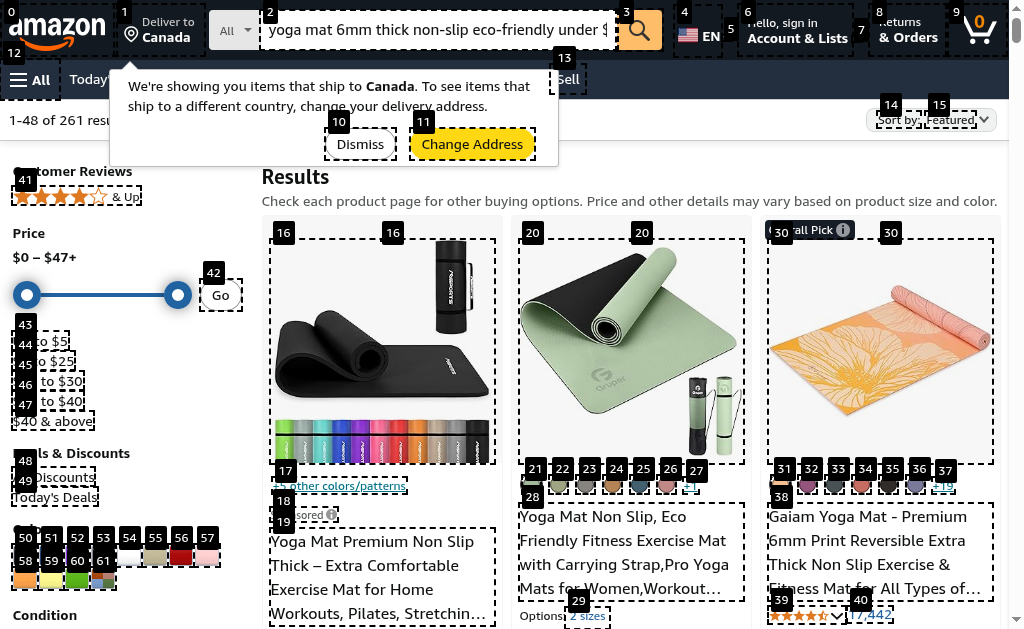 0
1
2
3
4
5
6
7
8
9
amazon
Deliver to
Canada
All
yoga mat 6mm thick non-slip eco-friendly under $
EN
Hello, sign in
Account & Lists
Returns
& Orders
0
12
All
Today'
13
Sell
We're showing you items that ship to Canada. To see items that
ship to a different country, change your delivery address.
10
Dismiss
11
Change Address
1-48 of 261 resu
14
Sort by:
15
Featured
Customer Reviews
41
& Up
Price
$0 – $47+
42
Go
43
to $5
44
45
to $30
46
to $40
47
$40 & above
48
Deals & Discounts
49
Discounts
Today's Deals
50
51
52
53
54
55
56
57
58
59
60
61
Condition
Results
Check each product page for other buying options. Price and other details may vary based on product size and color.
16
16
17
+5 other colors/patterns
18
19
Yoga Mat Premium Non Slip
Thick – Extra Comfortable
Exercise Mat for Home
Workouts, Pilates, Stretchin…
20
20
Gruper
21
22
23
24
25
26
27
+1
28
Yoga Mat Non Slip, Eco
Friendly Fitness Exercise Mat
with Carrying Strap,Pro Yoga
Mats for Women,Workout…
29
Options:
2 sizes
30
Overall Pick
30
31
32
33
34
35
36
37
+19
38
Gaiam Yoga Mat - Premium
6mm Print Reversible Extra
Thick Non Slip Exercise &
Fitness Mat for All Types of…
39
40
17,442